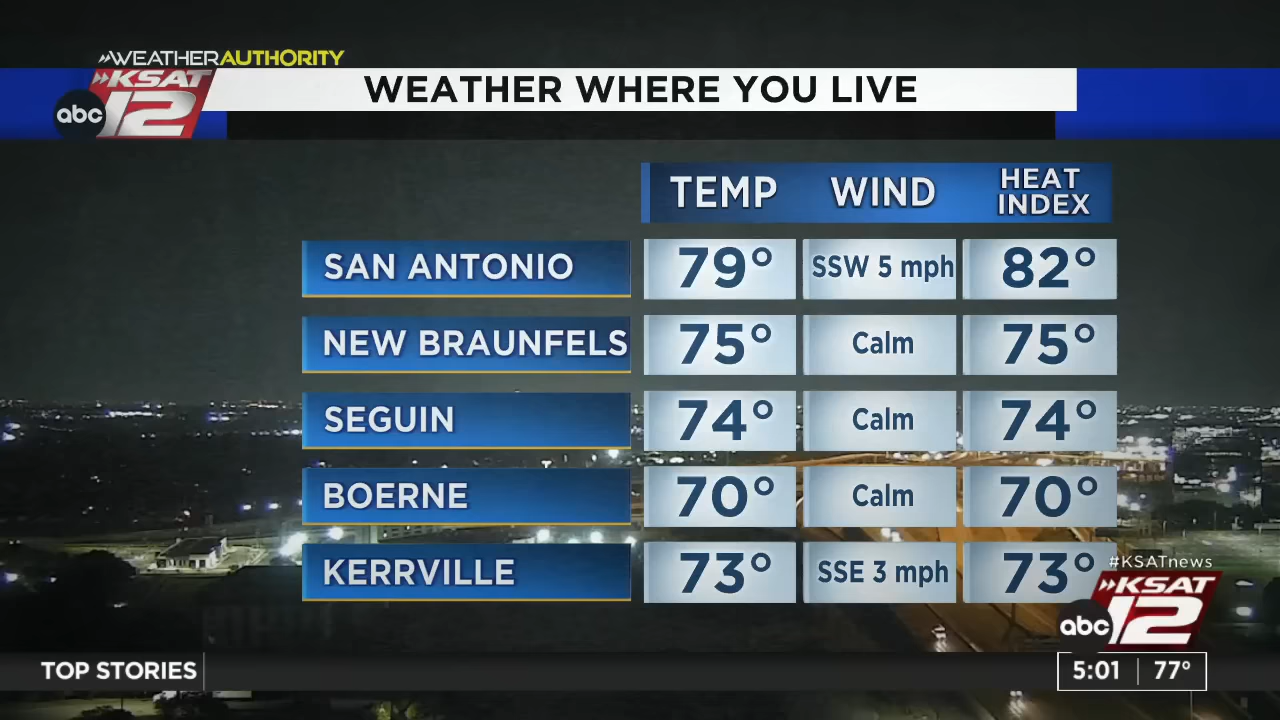 WEATHERAUTHORITY
KSAT
abc 12
WEATHER WHERE YOU LIVE
TEMP WIND HEAT INDEX
SAN ANTONIO 79° SSW 5 mph 82°
NEW BRAUNFELS 75° Calm 75°
SEGUIN 74° Calm 74°
BOERNE 70° Calm 70°
KERRVILLE 73° SSE 3 mph 73°
#KSATnews
KSAT
abc 12
TOP STORIES 5:01 77°